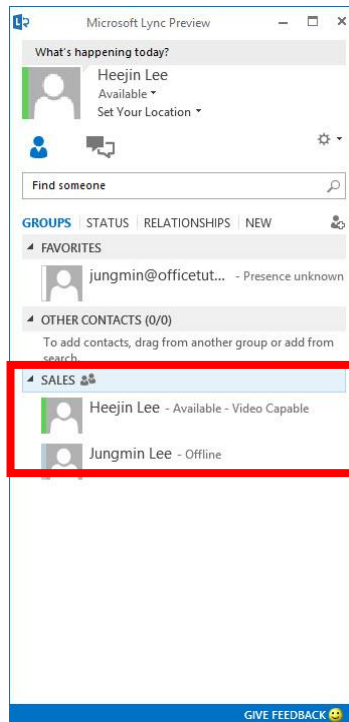 Microsoft Lync Preview
What's happening today?
Heejin Lee
Available
Set Your Location
Find someone
GROUPS STATUS RELATIONSHIPS NEW
FAVORITES
jungmin@officetut... - Presence unknown
OTHER CONTACTS (0/0)
To add contacts, drag from another group or add from
search.
SALES
Heejin Lee - Available - Video Capable
Jungmin Lee - Offline
GIVE FEEDBACK